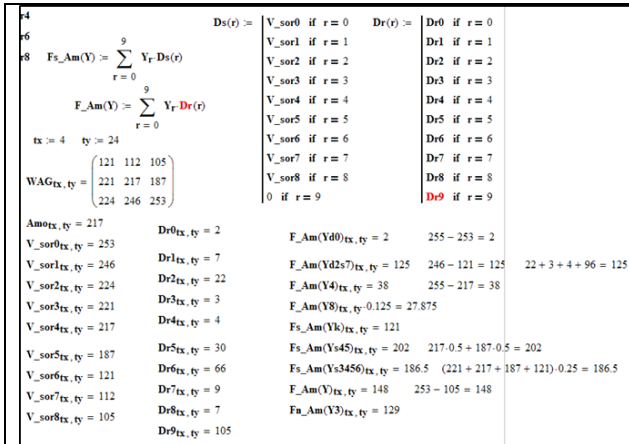 r4
r6
r8
Fs_Am(Y) := 9 ∑ r = 0 Yr·Ds(r)
F_Am(Y) := 9 ∑ r = 0 Yr·Dr(r)
tx := 4 ty := 24
WAGtx, ty =
121 112 105
221 217 187
224 246 253
Ds(r) :=
V_sor0 if r = 0
V_sor1 if r = 1
V_sor2 if r = 2
V_sor3 if r = 3
V_sor4 if r = 4
V_sor5 if r = 5
V_sor6 if r = 6
V_sor7 if r = 7
V_sor8 if r = 8
0 if r = 9
Dr(r) :=
Dr0 if r = 0
Dr1 if r = 1
Dr2 if r = 2
Dr3 if r = 3
Dr4 if r = 4
Dr5 if r = 5
Dr6 if r = 6
Dr7 if r = 7
Dr8 if r = 8
Dr9 if r = 9
Amotx, ty = 217
V_sor0tx, ty = 253
V_sor1tx, ty = 246
V_sor2tx, ty = 224
V_sor3tx, ty = 221
V_sor4tx, ty = 217
V_sor5tx, ty = 187
V_sor6tx, ty = 121
V_sor7tx, ty = 112
V_sor8tx, ty = 105
Dr0tx, ty = 2
Dr1tx, ty = 7
Dr2tx, ty = 22
Dr3tx, ty = 3
Dr4tx, ty = 4
Dr5tx, ty = 30
Dr6tx, ty = 66
Dr7tx, ty = 9
Dr8tx, ty = 7
Dr9tx, ty = 105
F_Am(Yd0)tx, ty = 2 255 − 253 = 2
F_Am(Yd2s7)tx, ty = 125 246 − 121 = 125 22 + 3 + 4 + 96 = 125
F_Am(Y4)tx, ty = 38 255 − 217 = 38
F_Am(Y8)tx, ty·0.125 = 27.875
Fs_Am(Yk)tx, ty = 121
Fs_Am(Ys45)tx, ty = 202 217·0.5 + 187·0.5 = 202
Fs_Am(Ys3456)tx, ty = 186.5 (221 + 217 + 187 + 121)·0.25 = 186.5
F_Am(Y)tx, ty = 148 253 − 105 = 148
Fn_Am(Y3)tx, ty = 129